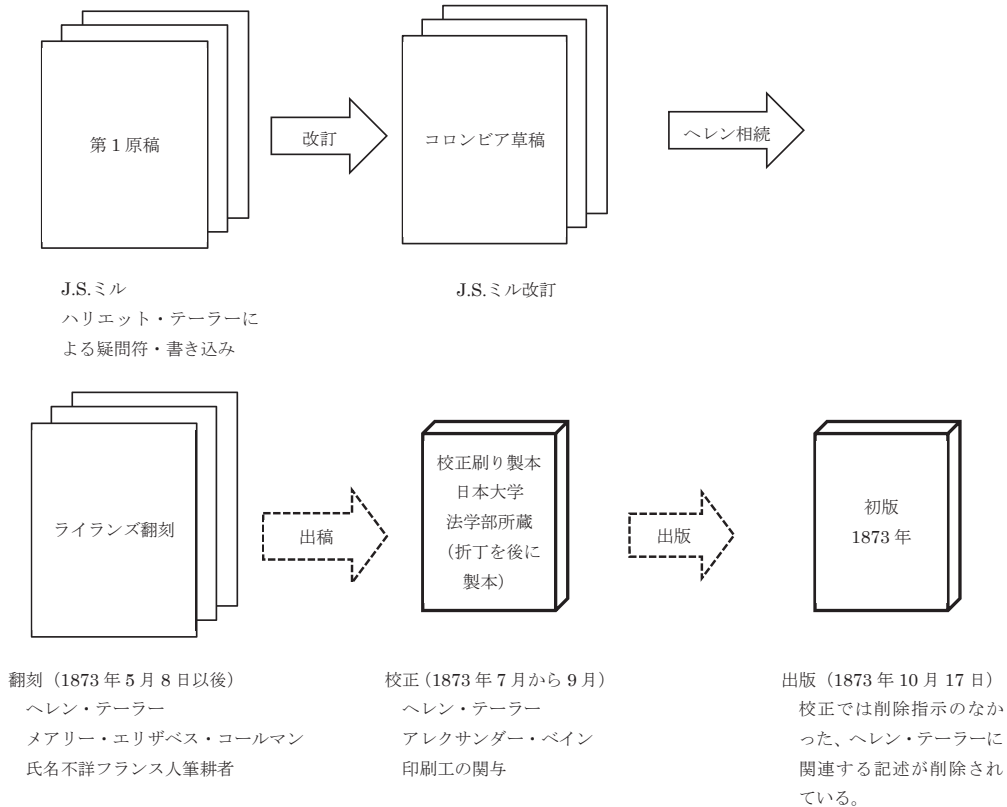 第1原稿
改訂
コロンビア草稿
ヘレン相続
J.S.ミル
ハリエット・テーラーに
よる疑問符・書き込み
J.S.ミル改訂
ライランズ翻刻
出稿
校正刷り製本
日本大学
法学部所蔵
（折丁を後に
製本）
出版
初版
1873年
翻刻（1873年5月8日以後）
ヘレン・テーラー
メアリー・エリザベス・コールマン
氏名不詳フランス人筆耕者
校正（1873年7月から9月）
ヘレン・テーラー
アレクサンダー・ベイン
印刷工の関与
出版（1873年10月17日）
校正では削除指示のなか
った、ヘレン・テーラーに
関連する記述が削除され
ている。